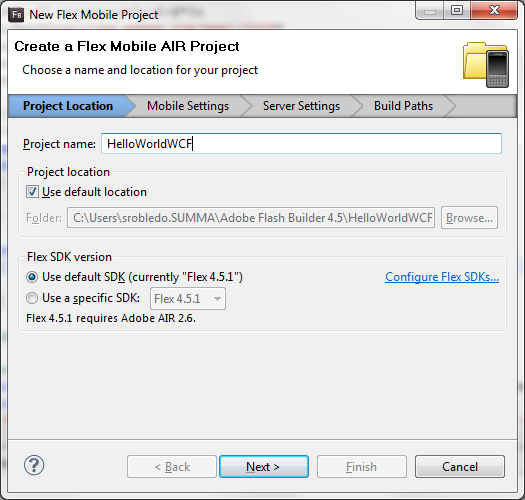 FB New Flex Mobile Project
Create a Flex Mobile AIR Project
Choose a name and location for your project
Project Location Mobile Settings Server Settings Build Paths
Project name: HelloWorldWCF
Project location
Use default location
Folder: C:\Users\srobledo.SUMMA\Adobe Flash Builder 4.5\HelloWorldWCF Browse...
Flex SDK version
Use default SDK (currently "Flex 4.5.1") Configure Flex SDKs...
Use a specific SDK: Flex 4.5.1
Flex 4.5.1 requires Adobe AIR 2.6.
? < Back Next > Finish Cancel